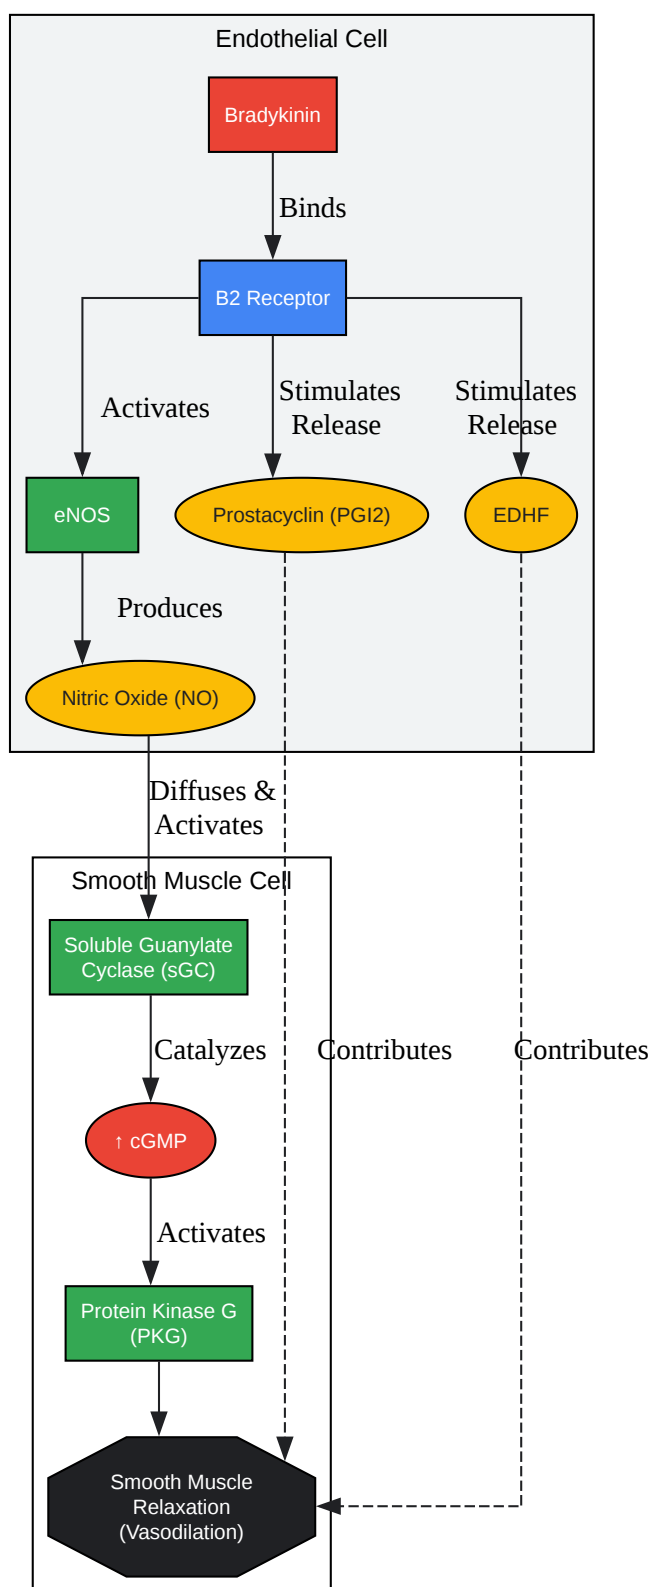 Endothelial Cell
Bradykinin
Binds
B2 Receptor
Activates
Stimulates
Release
Stimulates
Release
eNOS
Prostacyclin (PGI2)
EDHF
Produces
Nitric Oxide (NO)
Diffuses &
Activates
Smooth Muscle Cell
Soluble Guanylate
Cyclase (sGC)
Catalyzes
Contributes
Contributes
↑ cGMP
Activates
Protein Kinase G
(PKG)
Smooth Muscle
Relaxation
(Vasodilation)